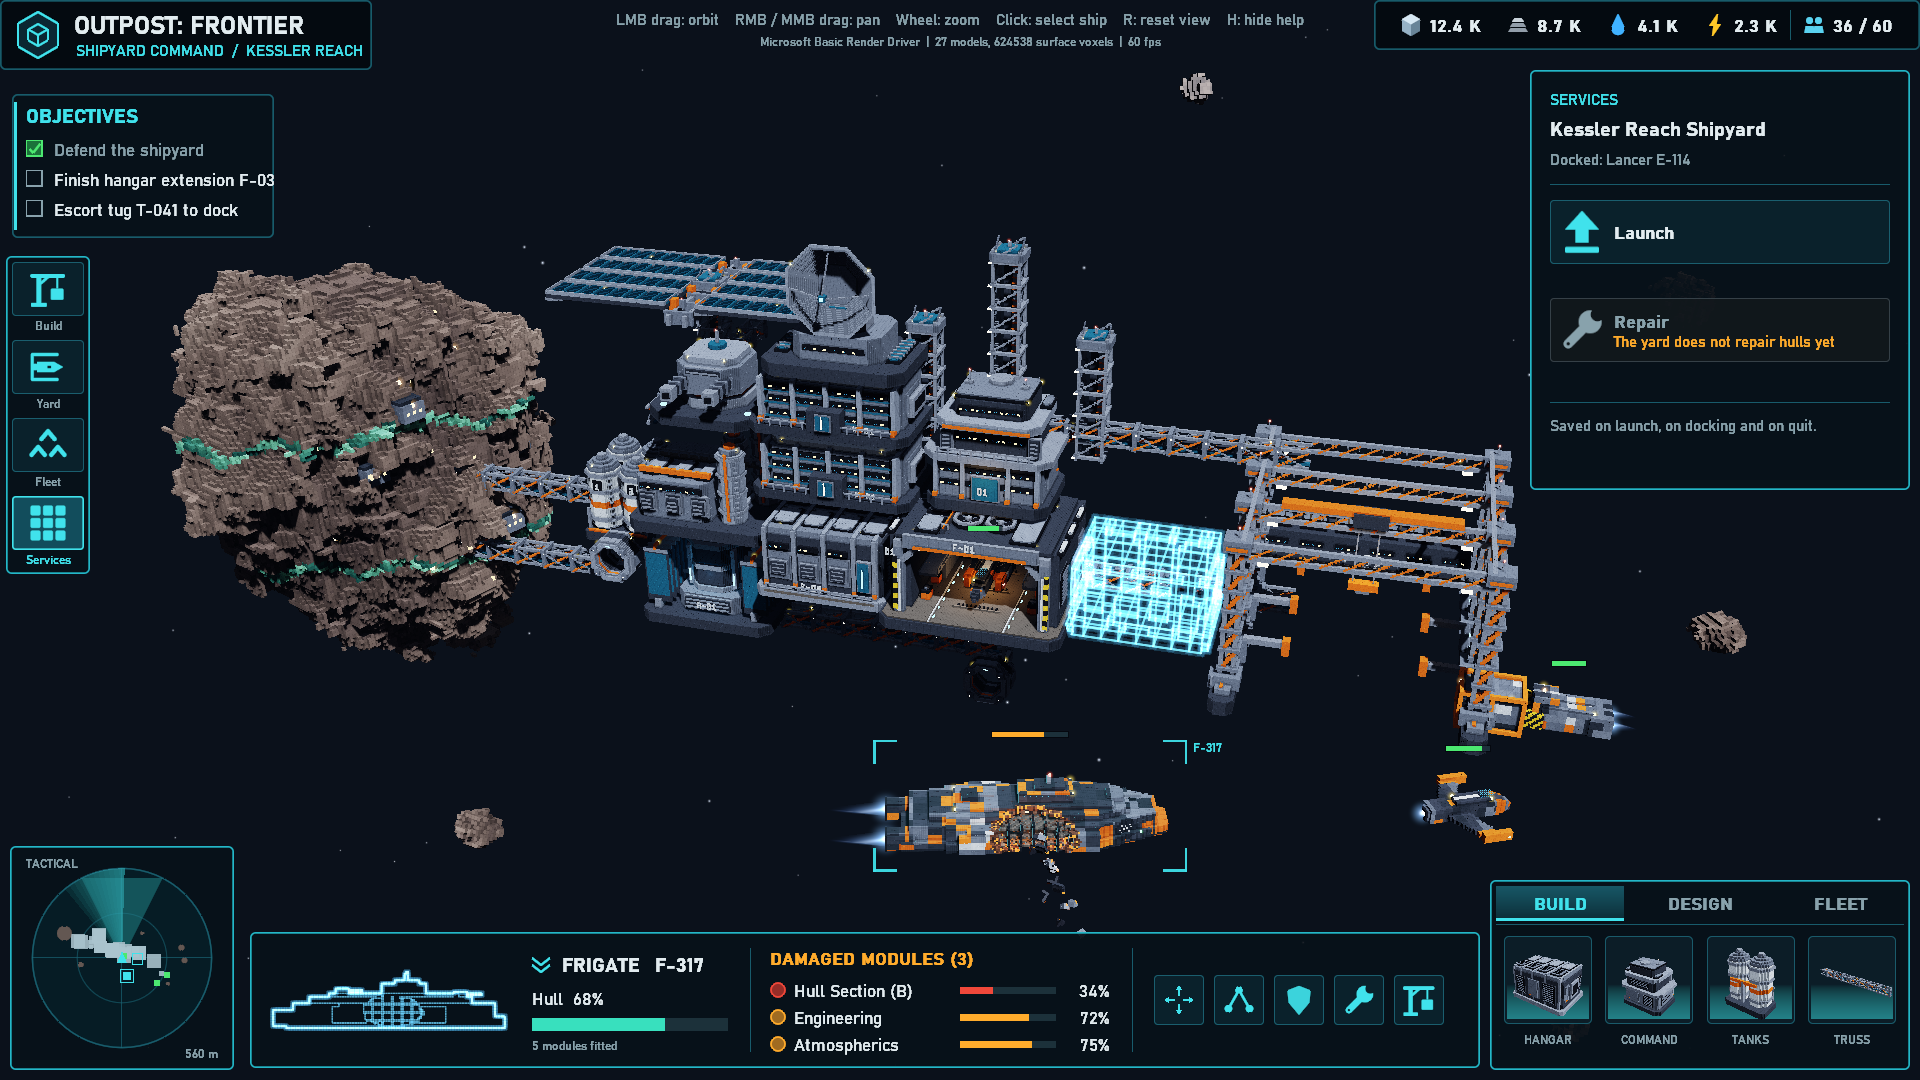 OUTPOST: FRONTIER
SHIPYARD COMMAND / KESSLER REACH
LMB drag: orbit RMB / MMB drag: pan Wheel: zoom Click: select ship R: reset view H: hide help
Microsoft Basic Render Driver | 27 models, 624538 surface voxels | 60 fps
12.4 K 8.7 K 4.1 K 2.3 K 36 / 60
OBJECTIVES
Defend the shipyard
Finish hangar extension F-03
Escort tug T-041 to dock
Build
Yard
Fleet
Services
SERVICES
Kessler Reach Shipyard
Docked: Lancer E-114
Launch
Repair
The yard does not repair hulls yet
Saved on launch, on docking and on quit.
D1
F-01
F-317
TACTICAL
560 m
FRIGATE F-317
Hull 68%
5 modules fitted
DAMAGED MODULES (3)
Hull Section (B) 34%
Engineering 72%
Atmospherics 75%
BUILD DESIGN FLEET
HANGAR COMMAND TANKS TRUSS